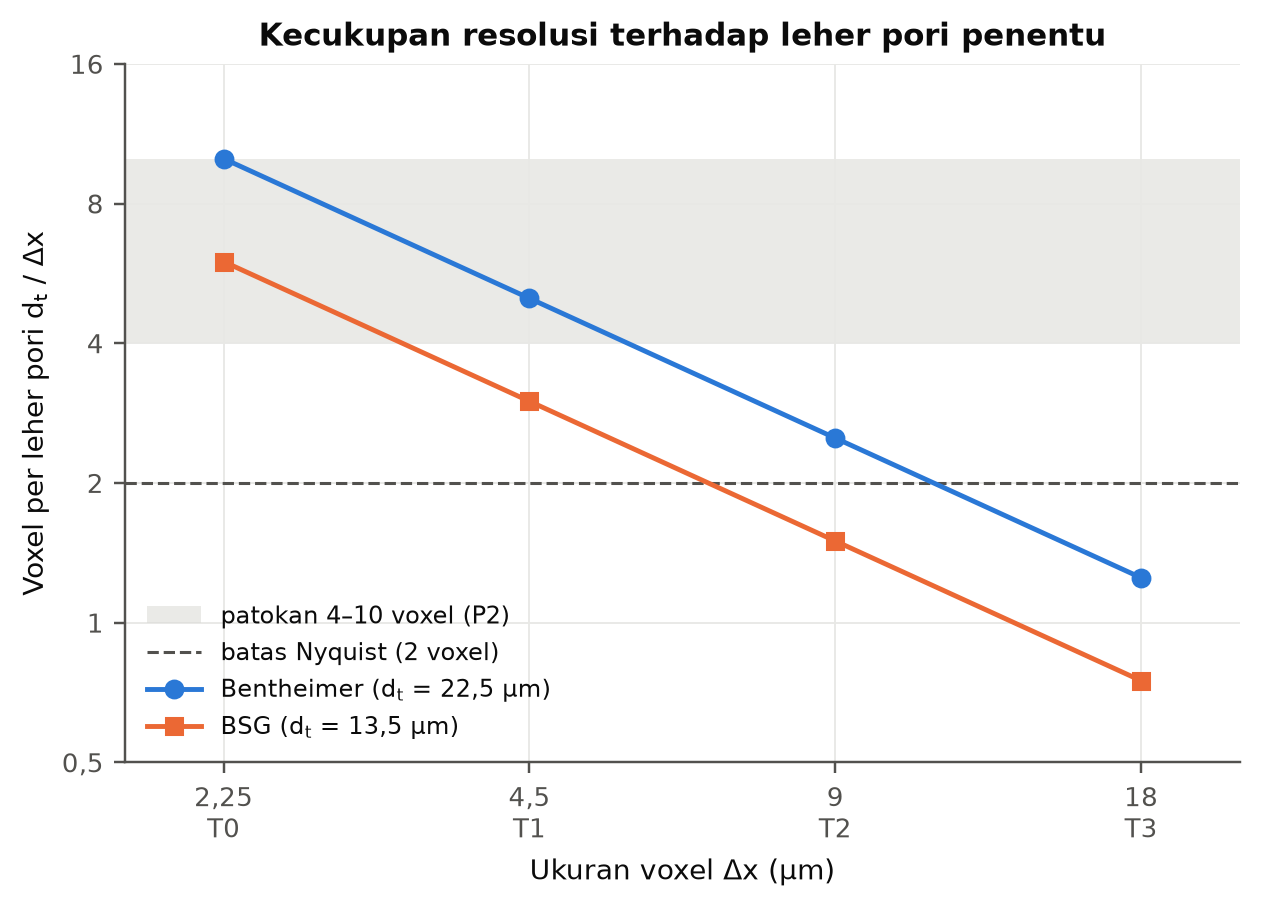 Kecukupan resolusi terhadap leher pori penentu
Voxel per leher pori dₜ / Δx
16
8
4
2
1
0,5
patokan 4–10 voxel (P2)
batas Nyquist (2 voxel)
Bentheimer (dₜ = 22,5 µm)
BSG (dₜ = 13,5 µm)
2,25
4,5
9
18
T0
T1
T2
T3
Ukuran voxel Δx (µm)